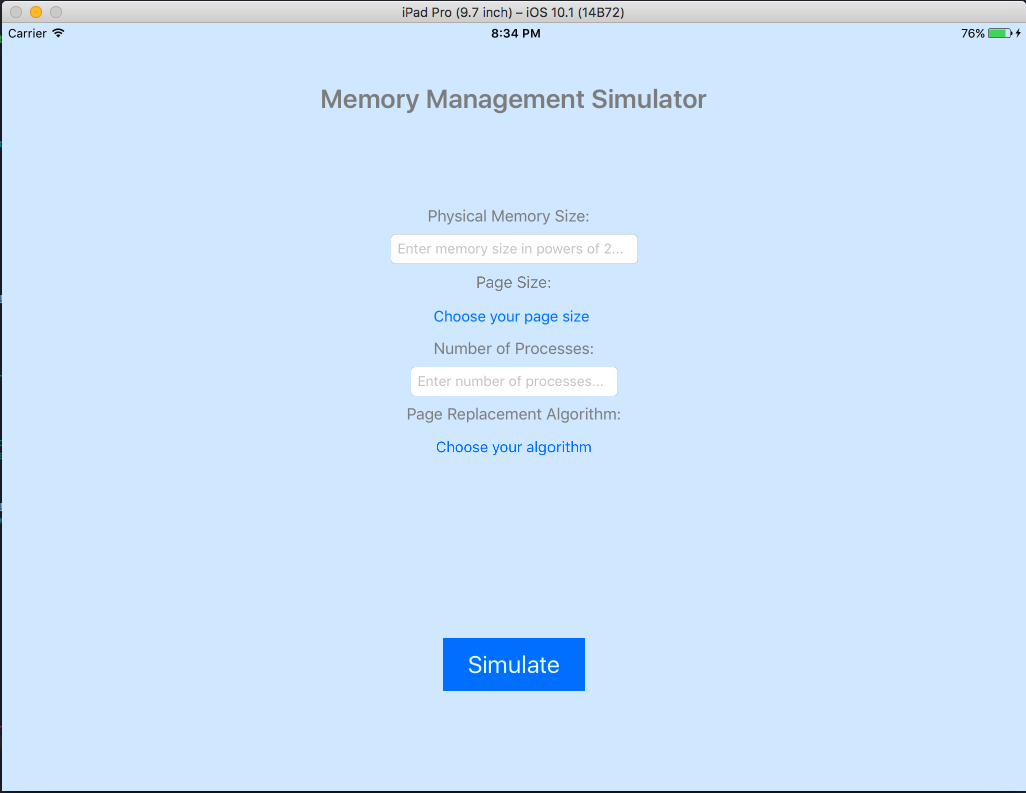 iPad Pro (9.7 inch) – iOS 10.1 (14B72)
Carrier 8:34 PM 76%
Memory Management Simulator
Physical Memory Size:
Enter memory size in powers of 2...
Page Size:
Choose your page size
Number of Processes:
Enter number of processes...
Page Replacement Algorithm:
Choose your algorithm
Simulate